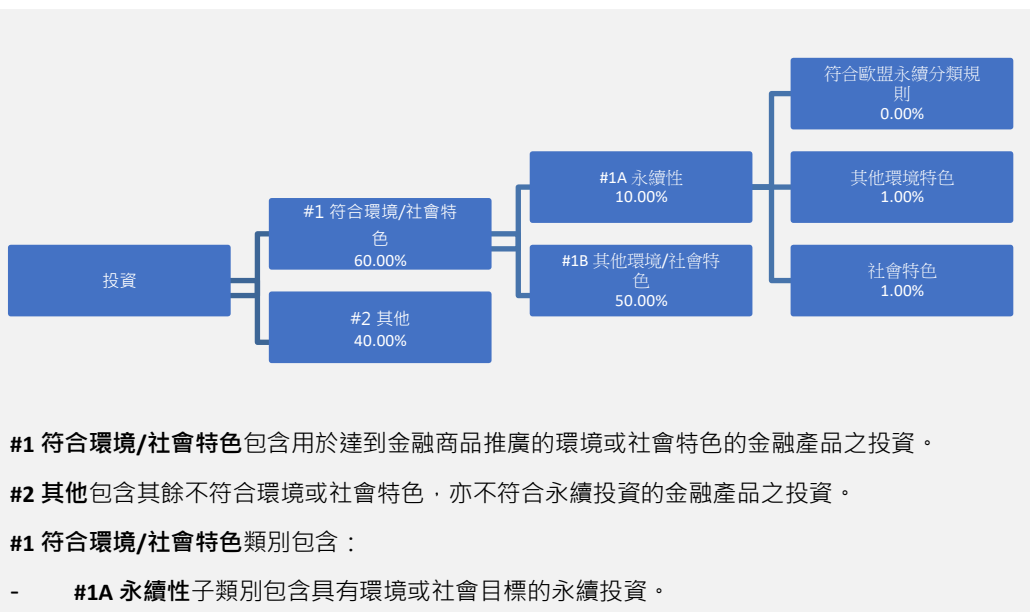 投資
#1 符合環境/社會特
色
60.00%
#2 其他
40.00%
#1A 永續性
10.00%
#1B 其他環境/社會特
色
50.00%
符合歐盟永續分類規
則
0.00%
其他環境特色
1.00%
社會特色
1.00%
#1 符合環境/社會特色包含用於達到金融商品推廣的環境或社會特色的金融產品之投資。
#2 其他包含其餘不符合環境或社會特色，亦不符合永續投資的金融產品之投資。
#1 符合環境/社會特色類別包含：
- #1A 永續性子類別包含具有環境或社會目標的永續投資。